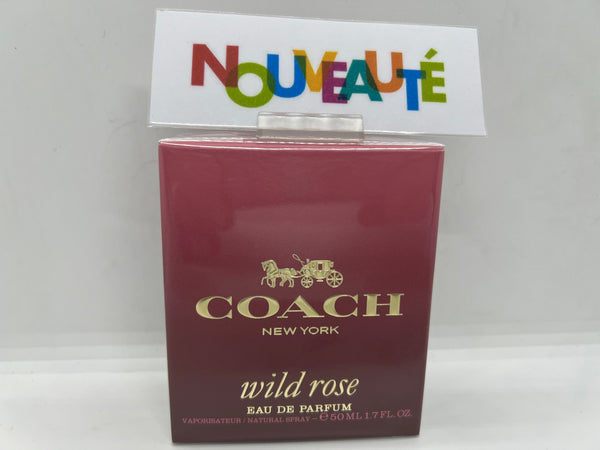 NOUVEAUTÉ
COACH
NEW YORK
wild rose
EAU DE PARFUM
VAPORISATEUR / NATURAL SPRAY - ℮ 50 ML 1.7 FL. OZ.